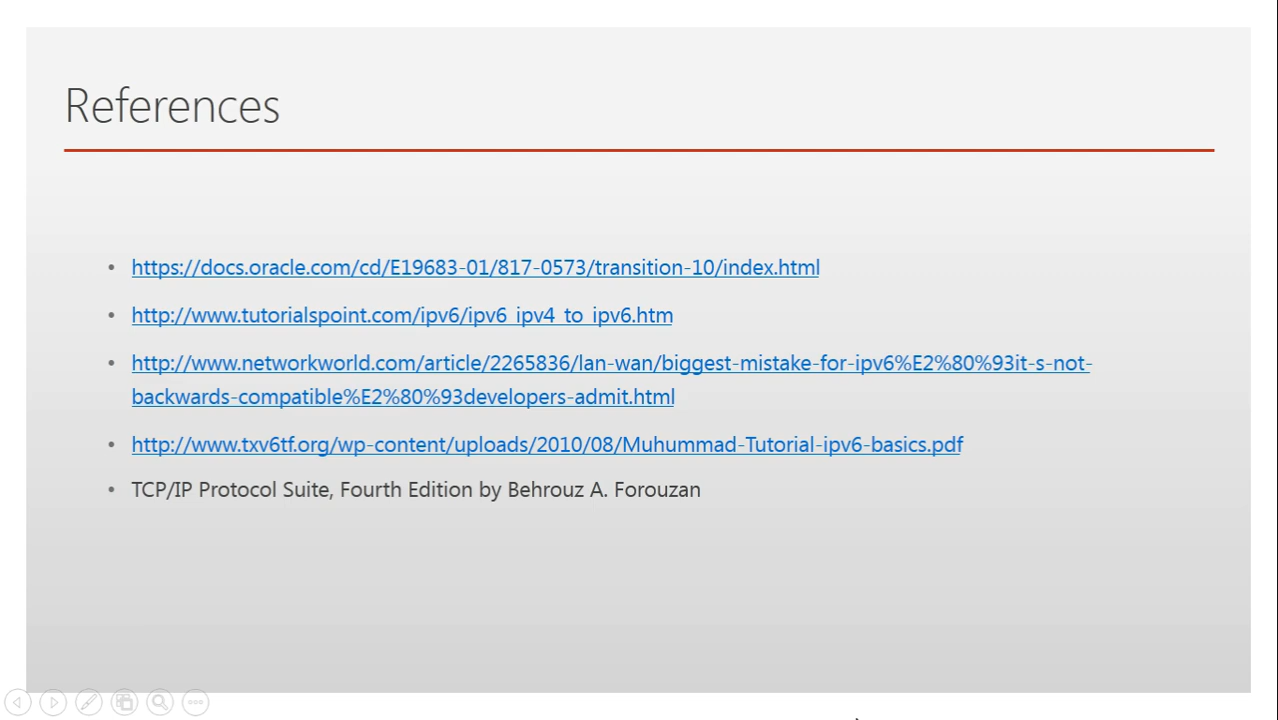 References
• https://docs.oracle.com/cd/E19683-01/817-0573/transition-10/index.html
• http://www.tutorialspoint.com/ipv6/ipv6_ipv4_to_ipv6.htm
• http://www.networkworld.com/article/2265836/lan-wan/biggest-mistake-for-ipv6%E2%80%93it-s-not-
backwards-compatible%E2%80%93developers-admit.html
• http://www.txv6tf.org/wp-content/uploads/2010/08/Muhummad-Tutorial-ipv6-basics.pdf
• TCP/IP Protocol Suite, Fourth Edition by Behrouz A. Forouzan